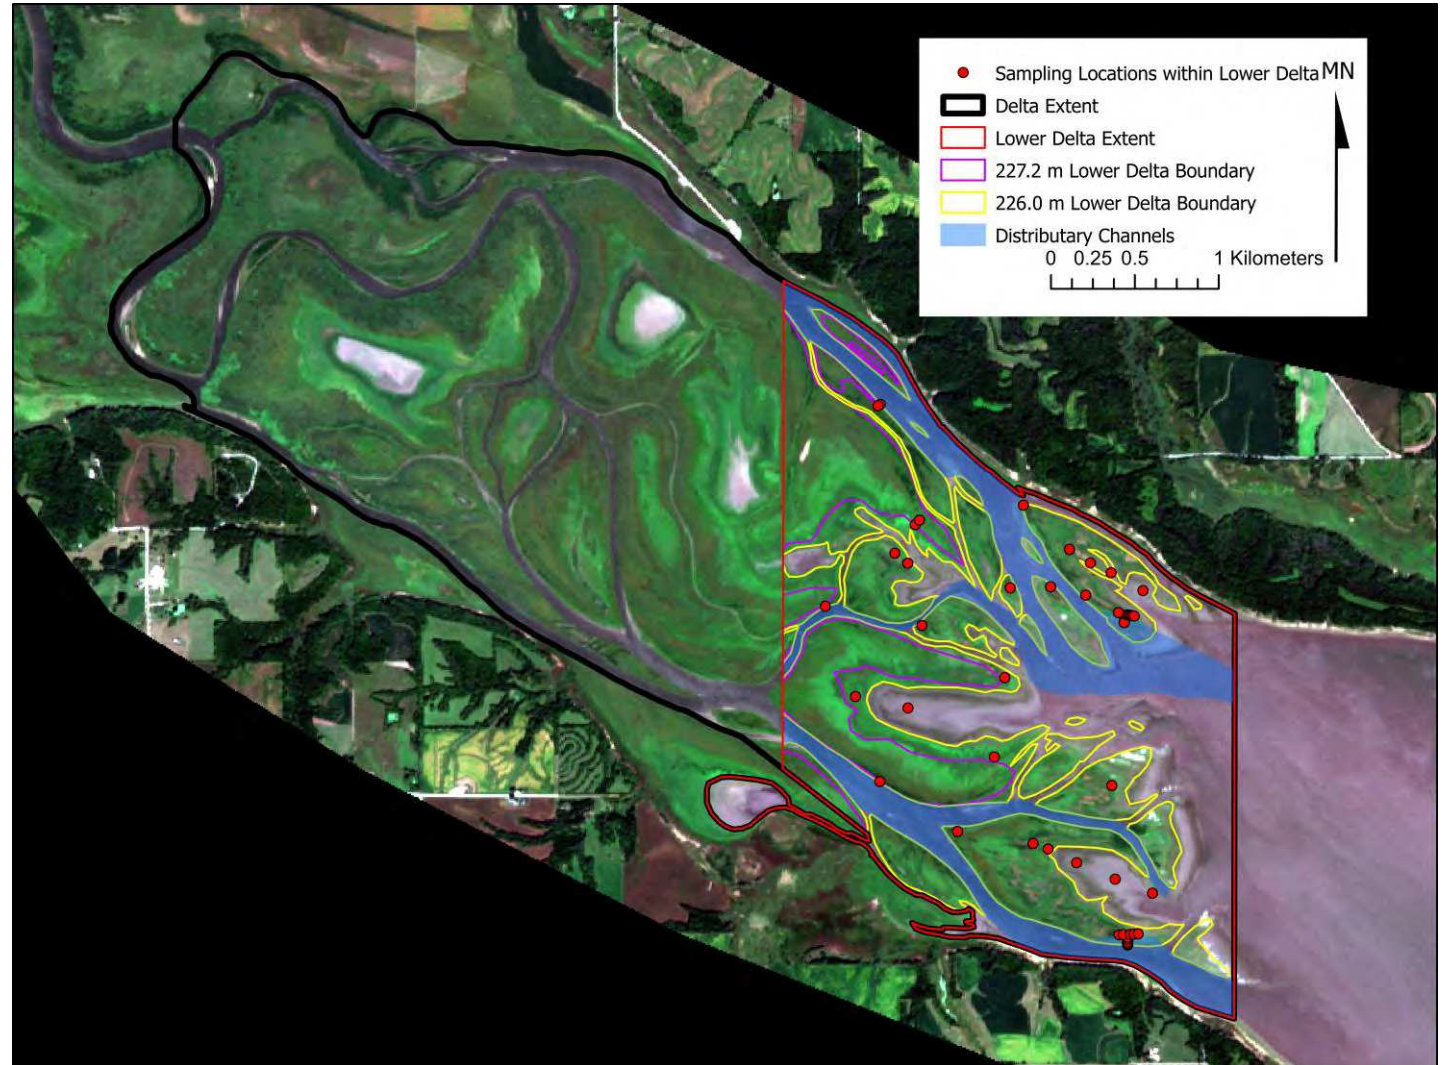 Sampling Locations within Lower Delta
MN
Delta Extent
Lower Delta Extent
227.2 m Lower Delta Boundary
226.0 m Lower Delta Boundary
Distributary Channels
0 0.25 0.5 1 Kilometers